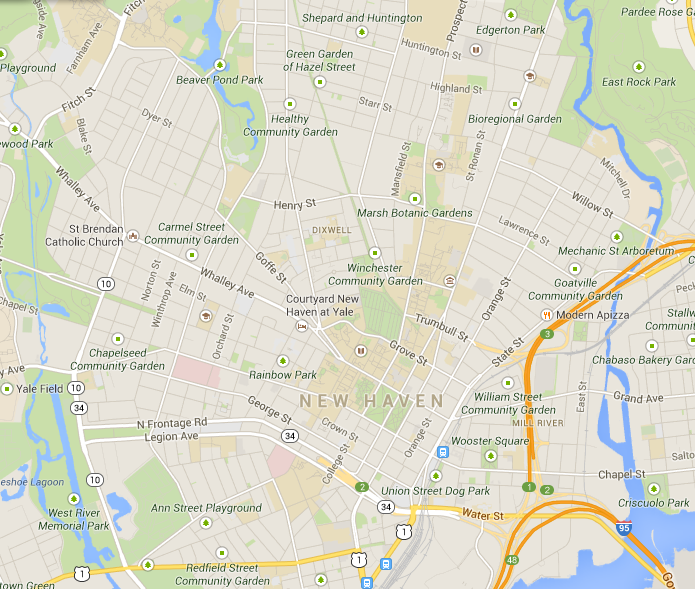 Fitch
Shepard and Huntington
Prospect
Edgerton Park
Pardee Rose
Farnham Ave
Huntington St
Playground
Beaver Pond Park
Green Garden
of Hazel Street
East Rock Park
Fitch St
Highland St
Dyer St
Healthy
Community Garden
Starr St
Bioregional Garden
Blake St
ewood Park
Mansfield St
St Ronan St
Mitchell Dr
Whalley Ave
Henry St
Marsh Botanic Gardens
Willow St
Lawrence St
St Brendan
Catholic Church
Carmel Street
Community Garden
DIXWELL
Mechanic St Arboretum
Goffe St
Winchester
Community Garden
Norton St
Winthrop Ave
Whalley Ave
Elm St
Goatville
Community Garden
Orange St
Chapel St
10
Courtyard New
Haven at Yale
Trumbull St
Modern Apizza
Orchard St
3
Grove St
State St
Chapelseed
Community Garden
Chabaso Bakery
Rainbow Park
Yale Field
10
34
NEW HAVEN
William Street
Community Garden
East St
Grand Ave
George St
MILL RIVER
N Frontage Rd
Legion Ave
34
Crown St
Orange St
Wooster Square
College St
Chapel St
10
Lagoon
2
Union Street Dog Park
1
2
Criscuolo Park
West River
Memorial Park
Ann Street Playground
34
Water St
1
95
1
48
1
Redfield Street
Community Garden